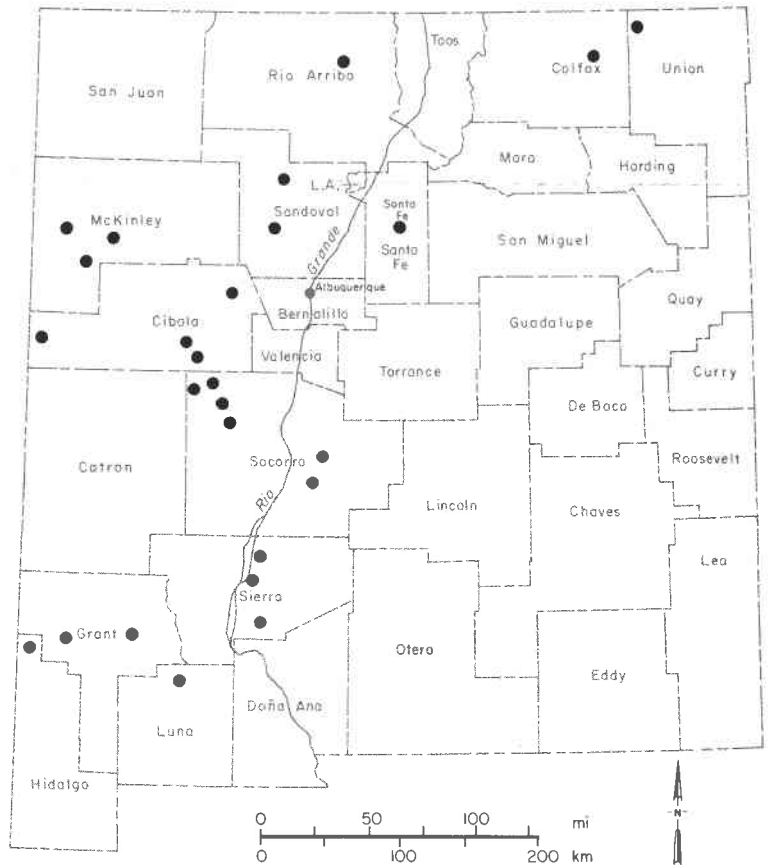 Taos
Rio Arriba
Colfax
Union
San Juan
Mora
Harding
L.A.
McKinley
Sandoval
Santa
Fe
Santa
Fe
San Miguel
Grande
Albuquerque
Bernalillo
Cibola
Quay
Guadalupe
Valencia
Torrance
Curry
De Baca
Catron
Socorro
Roosevelt
Rio
Lincoln
Chaves
Lea
Sierra
Grant
Otero
Eddy
Doña Ana
Luna
Hidalgo
0 50 100 mi
0 100 200 km
N